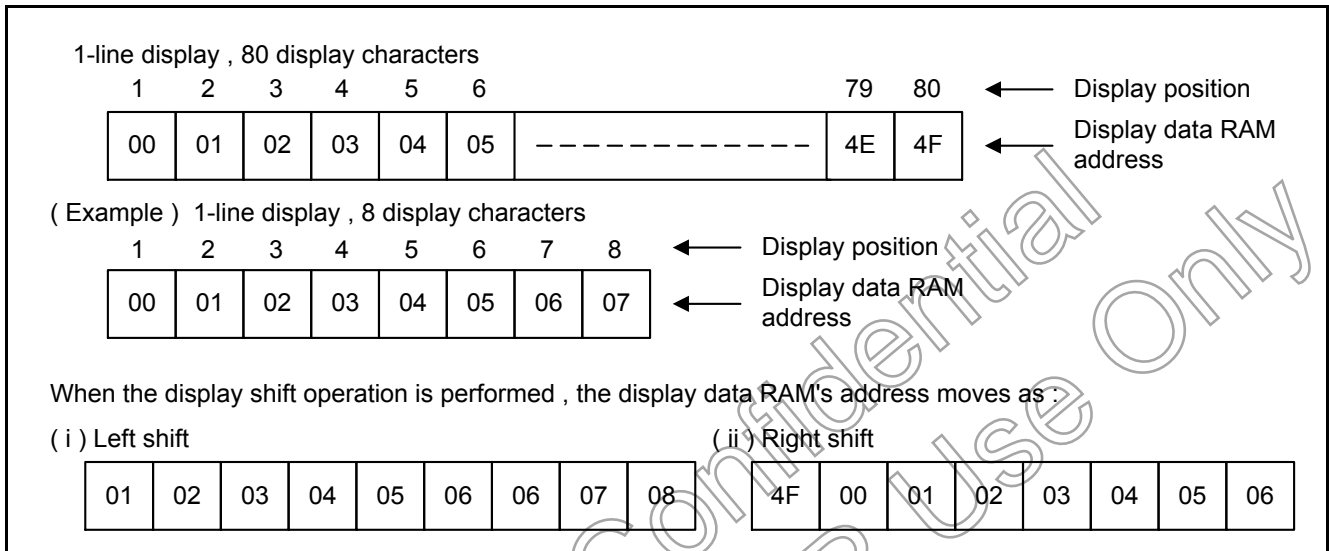 1-line display , 80 display characters
1 2 3 4 5 6 79 80 Display position
00 01 02 03 04 05 4E 4F Display data RAM address
( Example ) 1-line display , 8 display characters
1 2 3 4 5 6 7 8 Display position
00 01 02 03 04 05 06 07 Display data RAM address
When the display shift operation is performed , the display data RAM's address moves as :
( i ) Left shift ( ii ) Right shift
01 02 03 04 05 06 06 07 08 4F 00 01 02 03 04 05 06
Confidential
Use Only